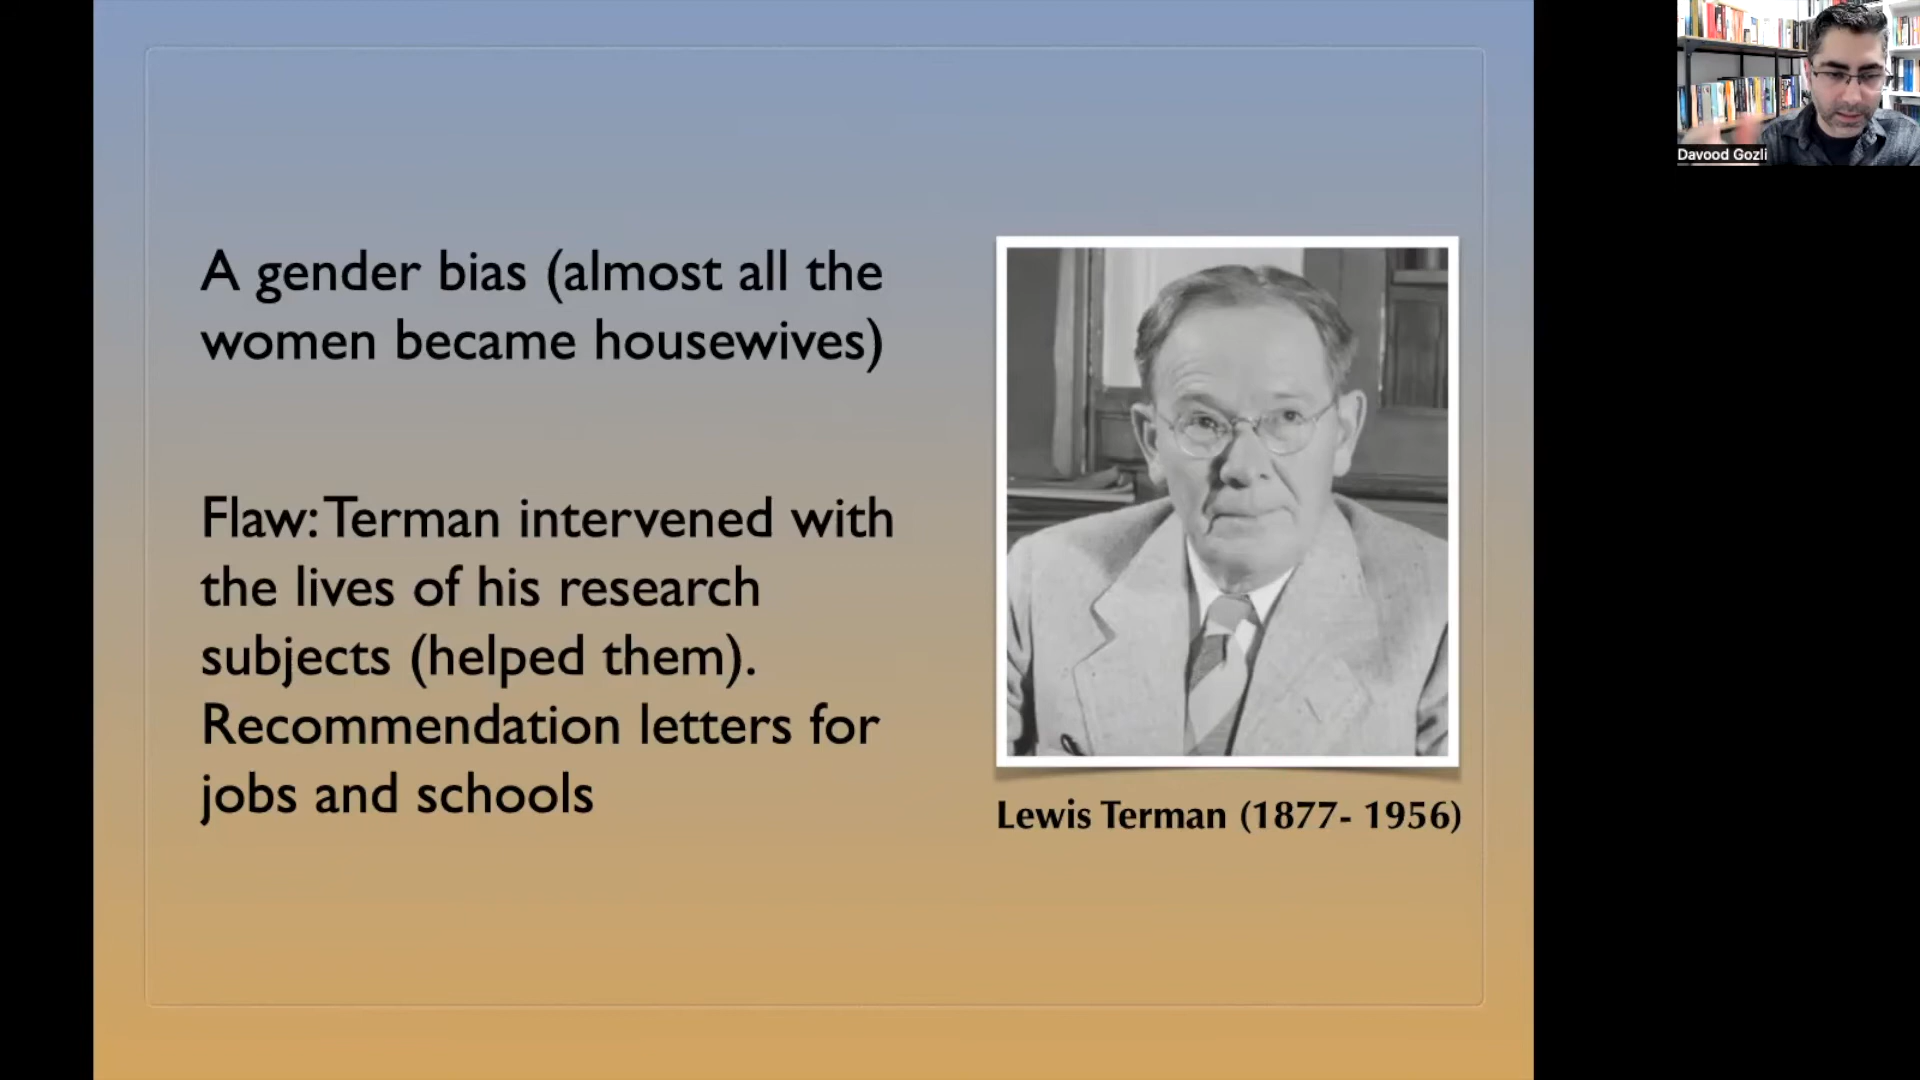 A gender bias (almost all the
women became housewives)
Flaw: Terman intervened with
the lives of his research
subjects (helped them).
Recommendation letters for
jobs and schools
Lewis Terman (1877- 1956)
Davood Gozli